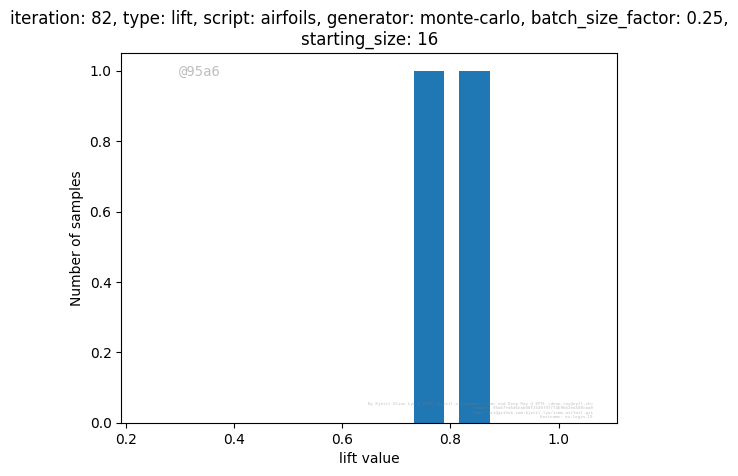 iteration: 82, type: lift, script: airfoils, generator: monte-carlo, batch_size_factor: 0.25,
starting_size: 16
@95a6
1.0
0.8
0.6
0.4
0.2
0.0
Number of samples
0.2 0.4 0.6 0.8 1.0
lift value